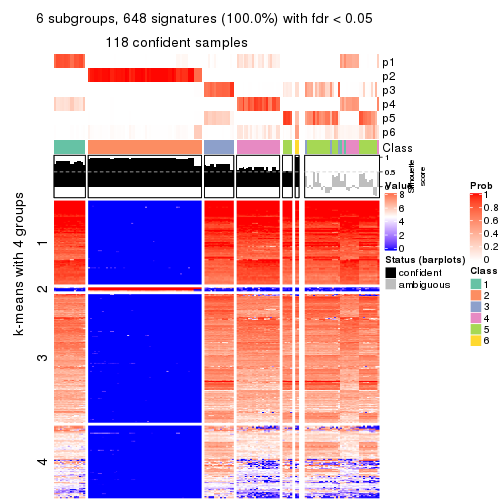 6 subgroups, 648 signatures (100.0%) with fdr < 0.05
118 confident samples
p1
p2
p3
p4
p5
p6
Class
1
0.5
0
Silhouette
score
k-means with 4 groups
1
2
3
4
Value
8
6
4
2
0
Status (barplots)
confident
ambiguous
Prob
1
0.8
0.6
0.4
0.2
0
Class
1
2
3
4
5
6